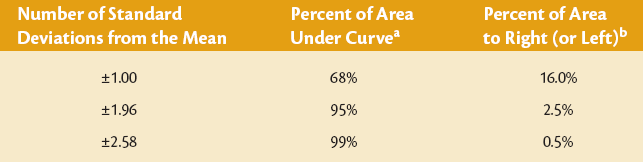 Number of Standard Percent of Area Percent of Area
Deviations from the Mean Under Curveᵃ to Right (or Left)ᵇ
±1.00 68% 16.0%
±1.96 95% 2.5%
±2.58 99% 0.5%